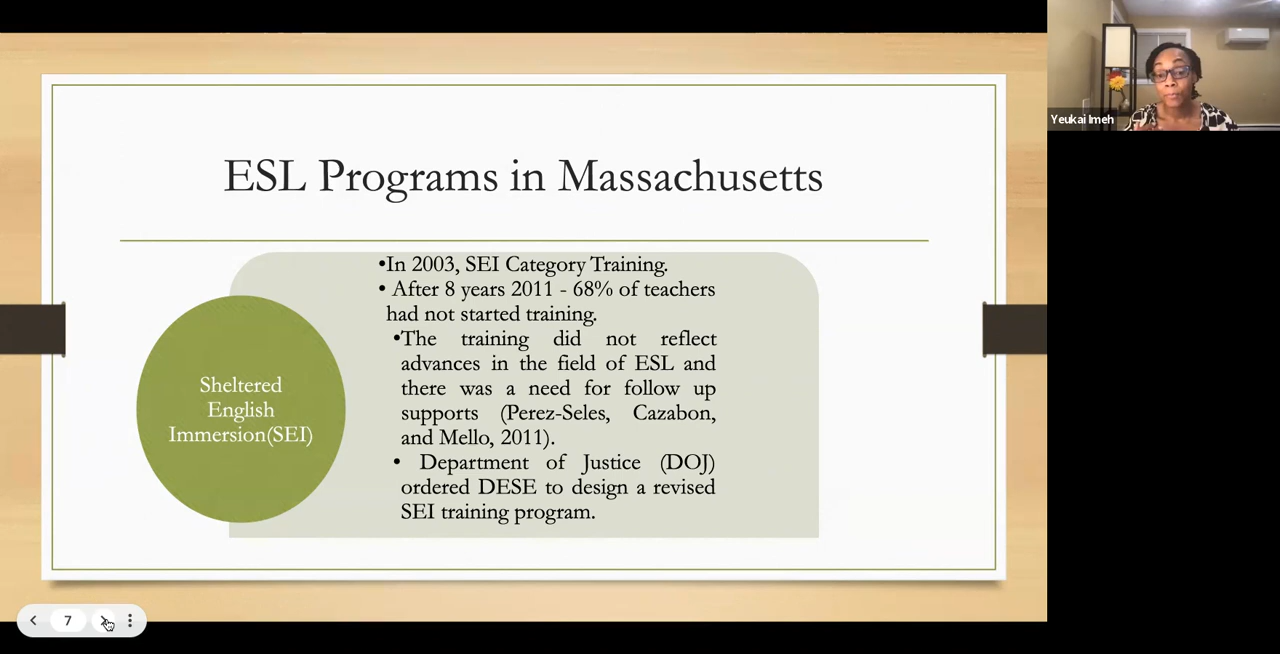 ESL Programs in Massachusetts
Sheltered
English
Immersion(SEI)
•In 2003, SEI Category Training.
• After 8 years 2011 - 68% of teachers
had not started training.
•The training did not reflect
advances in the field of ESL and
there was a need for follow up
supports (Perez-Seles, Cazabon,
and Mello, 2011).
• Department of Justice (DOJ)
ordered DESE to design a revised
SEI training program.
7
Yeukai Imeh